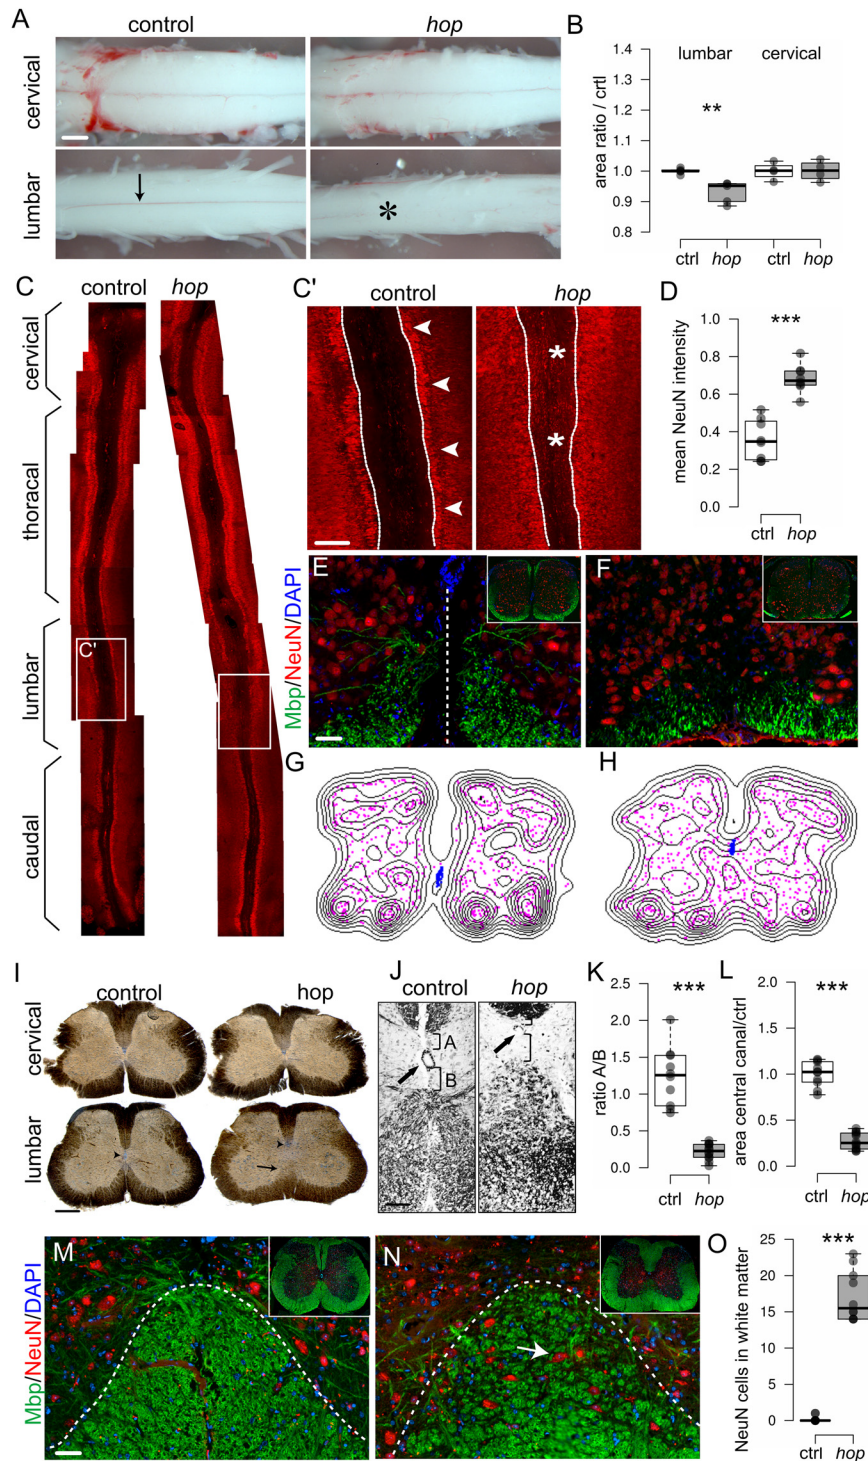 A
control
hop
cervical
lumbar
*
B
area ratio / crtl
1.4
1.3
1.2
1.1
1.0
0.9
0.8
lumbar
cervical
**
ctrl
hop
ctrl
hop
C
control
hop
cervical
thoracal
lumbar
caudal
C'
C'
control
hop
*
*
D
mean NeuN intensity
1.0
0.8
0.6
0.4
0.2
0.0
***
ctrl
hop
Mbp/NeuN/DAPI
E
F
G
H
I
control
hop
cervical
lumbar
J
control
hop
A
B
K
ratio A/B
2.5
2.0
1.5
1.0
0.5
0.0
***
ctrl
hop
L
area central canal/ctrl
2.0
1.5
1.0
0.5
0.0
***
ctrl
hop
Mbp/NeuN/DAPI
M
N
O
NeuN cells in white matter
25
20
15
10
5
0
***
ctrl
hop